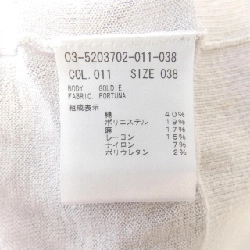 03-5203702-011-038
COL. 011 SIZE 038
BODY GOLD E
FABRIC. FORTUNA
組成表示
綿 40%
ポリエステル 19%
麻 17%
レーヨン 15%
ナイロン 7%
ポリウレタン 2%